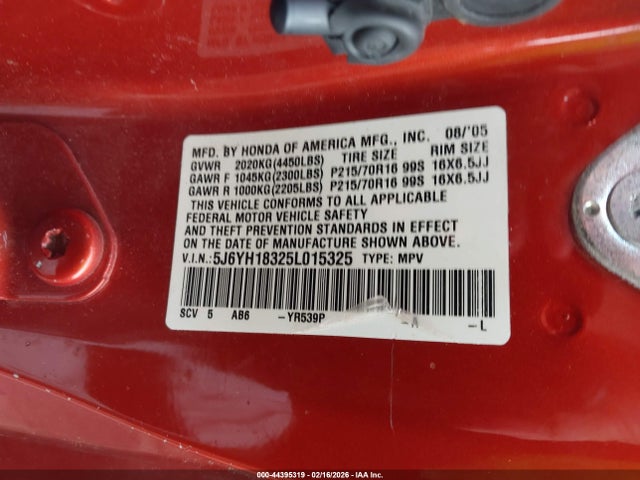 MFD. BY HONDA OF AMERICA MFG., INC. 08/'05
GVWR 2020KG(4450LBS) TIRE SIZE RIM SIZE
GAWR F 1045KG(2300LBS) P215/70R16 99S 16X6.5JJ
GAWR R 1000KG(2205LBS) P215/70R16 99S 16X6.5JJ
THIS VEHICLE CONFORMS TO ALL APPLICABLE
FEDERAL MOTOR VEHICLE SAFETY
AND THEFT PREVENTION STANDARDS IN EFFECT
ON THE DATE OF MANUFACTURE SHOWN ABOVE.
V.I.N.: 5J6YH18325L015325 TYPE: MPV
SCV 5 AB6 -YR539P -A -L
000-44395319 - 02/16/2026 - IAA Inc.